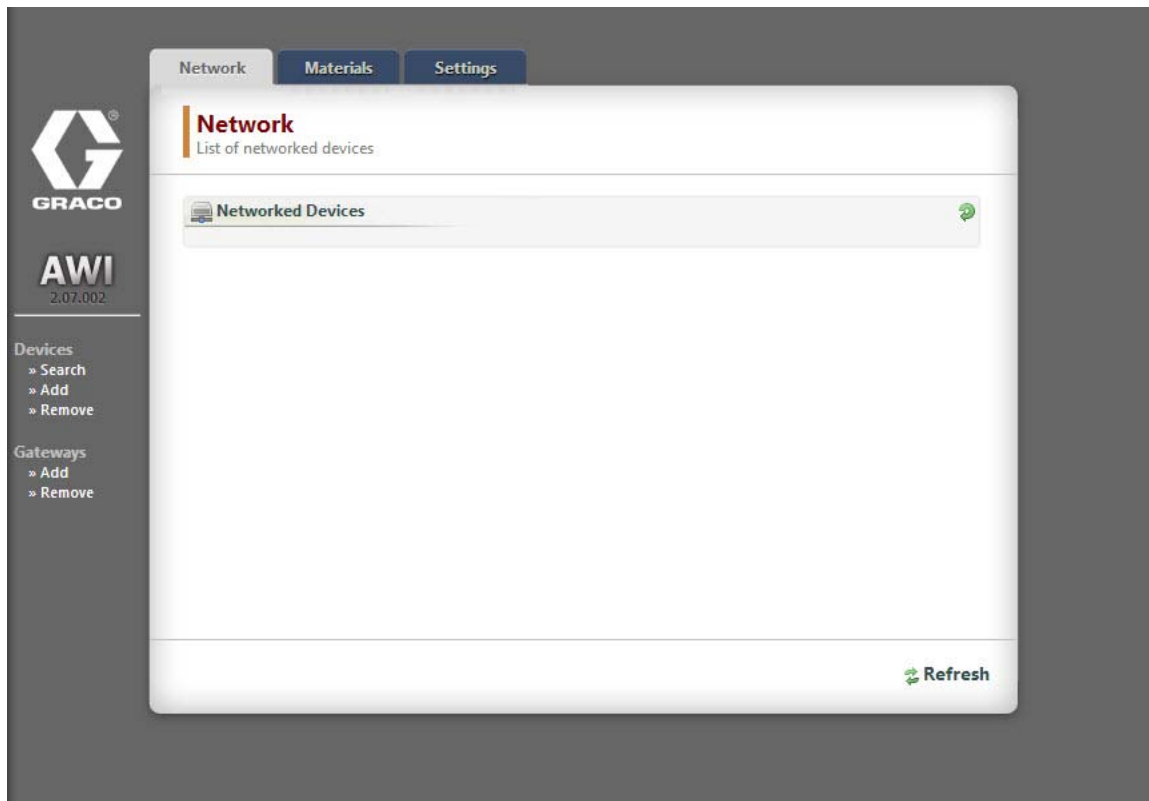 Network Materials Settings
Network
List of networked devices
®
GRACO
Networked Devices
AWI
2.07.002
Devices
» Search
» Add
» Remove
Gateways
» Add
» Remove
Refresh